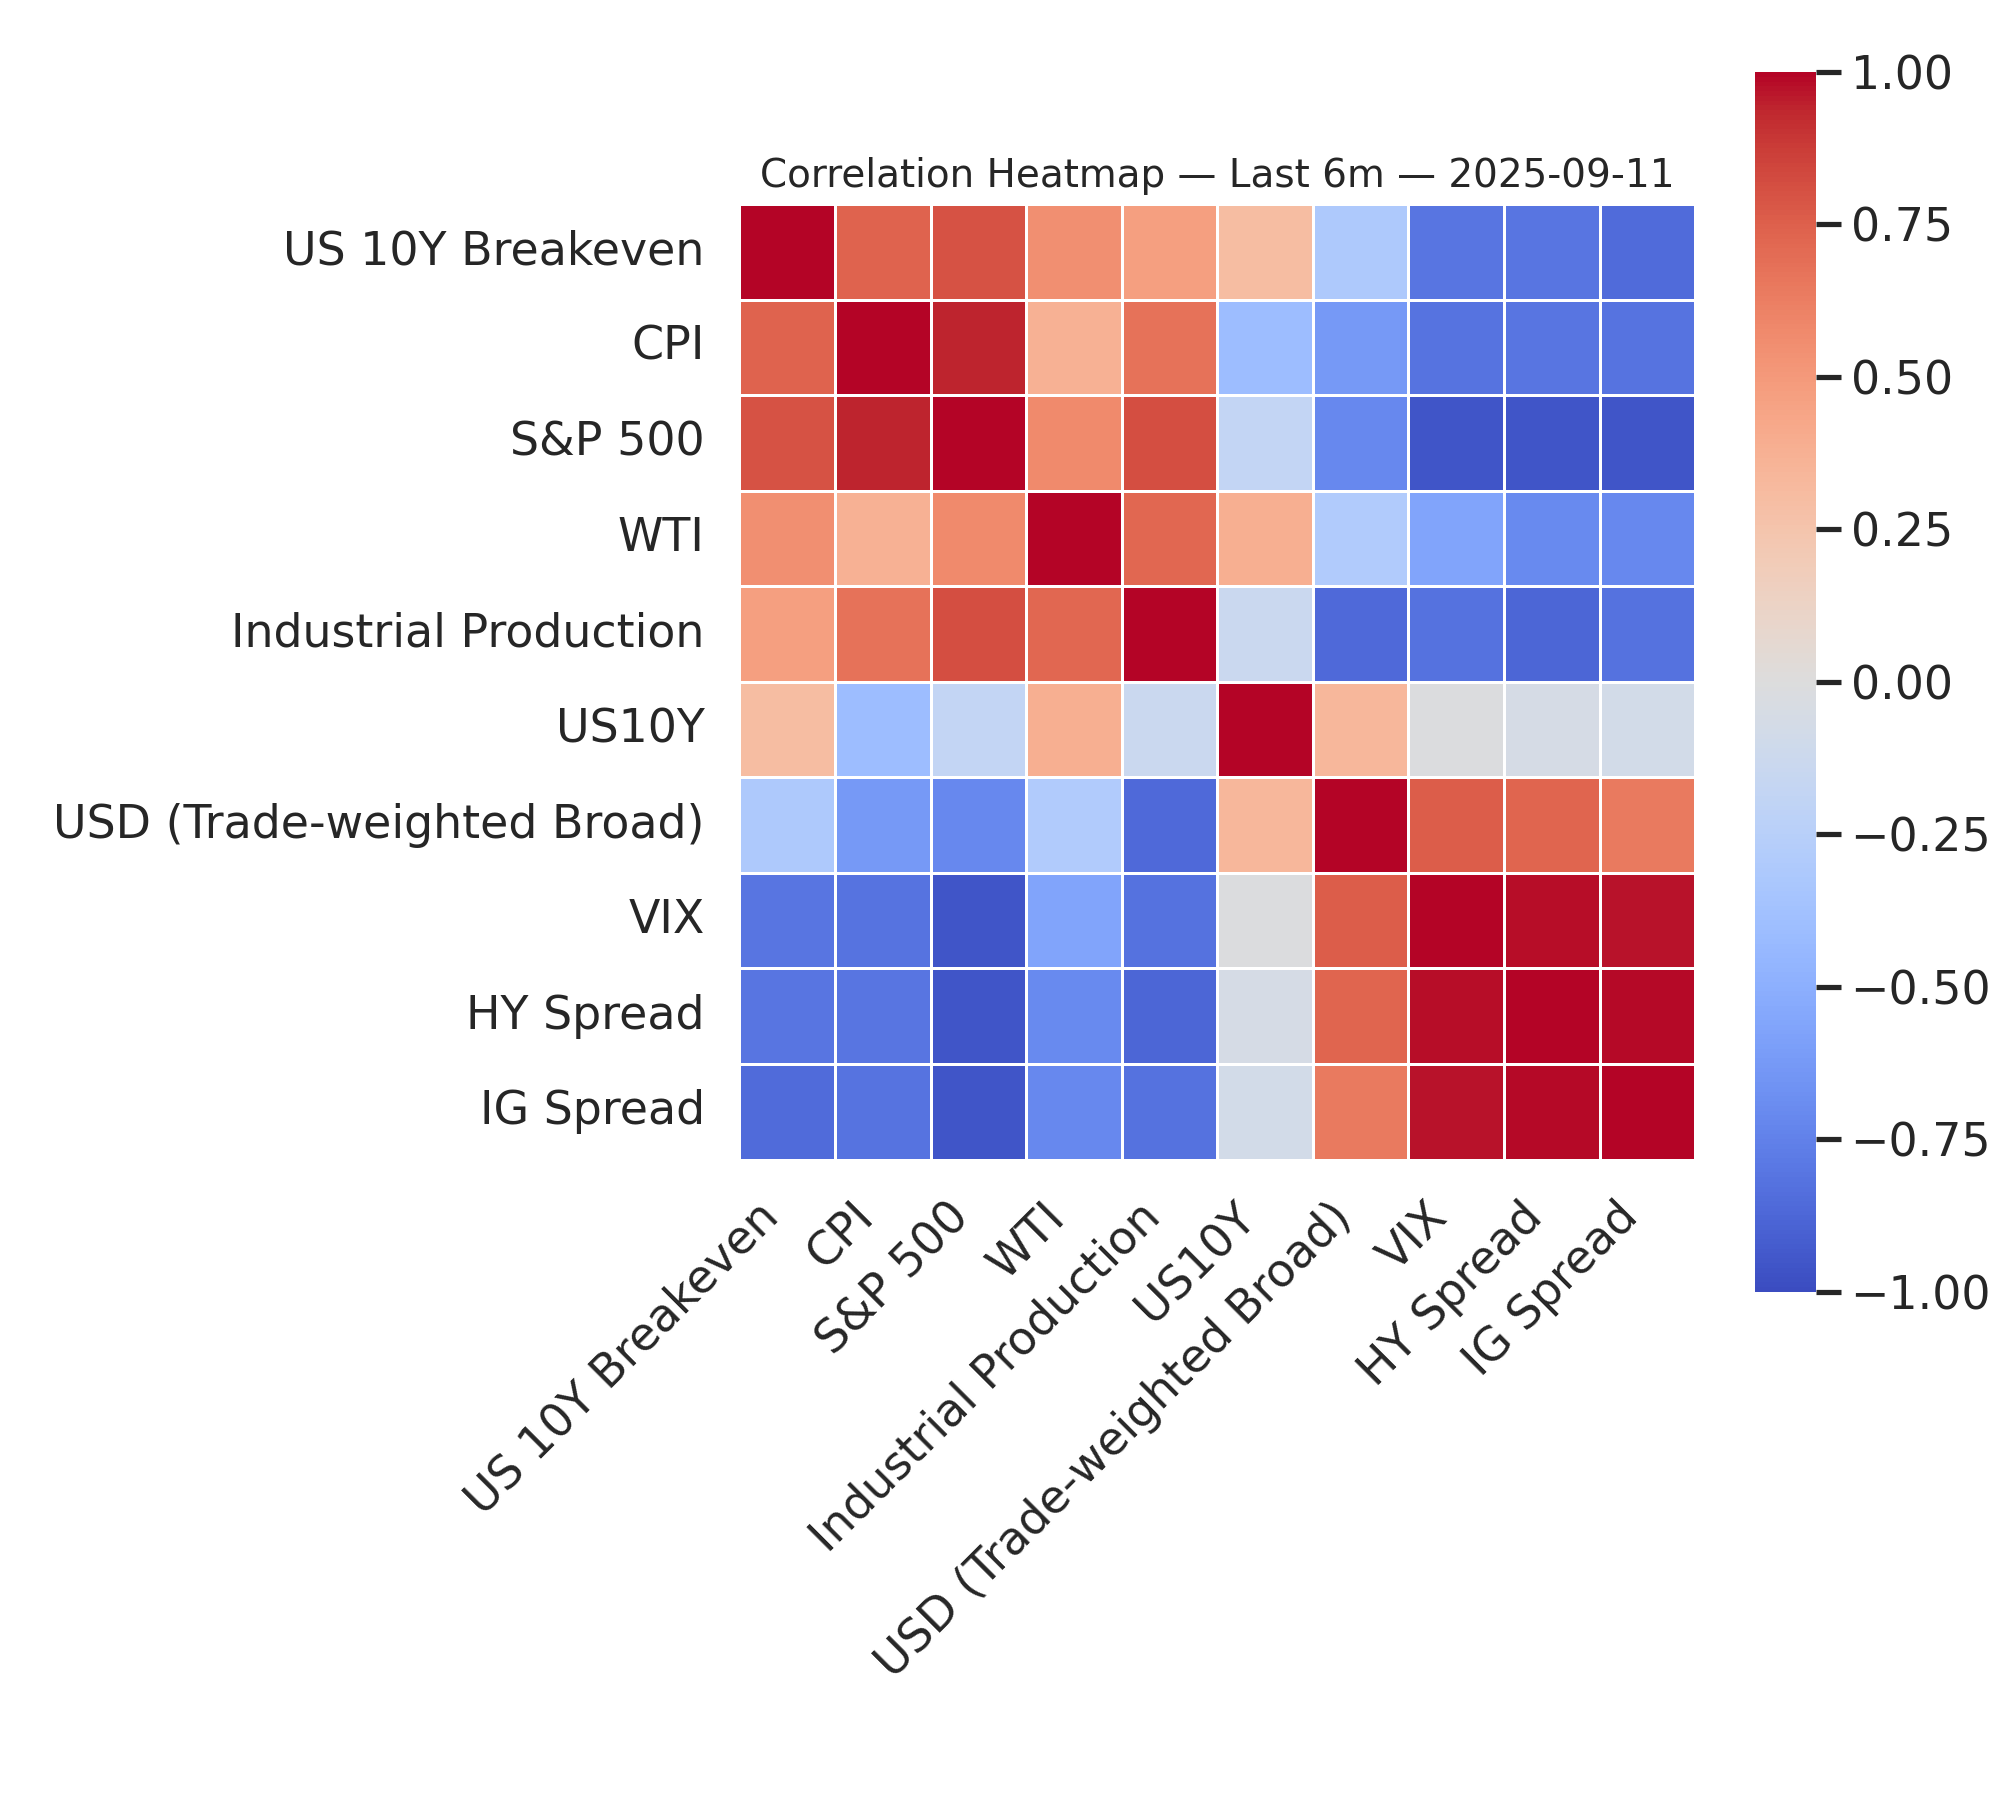 Correlation Heatmap — Last 6m — 2025-09-11
US 10Y Breakeven
CPI
S&P 500
WTI
Industrial Production
US10Y
USD (Trade-weighted Broad)
VIX
HY Spread
IG Spread
US 10Y Breakeven
CPI
S&P 500
WTI
Industrial Production
US10Y
USD (Trade-weighted Broad)
VIX
HY Spread
IG Spread
1.00
0.75
0.50
0.25
0.00
−0.25
−0.50
−0.75
−1.00